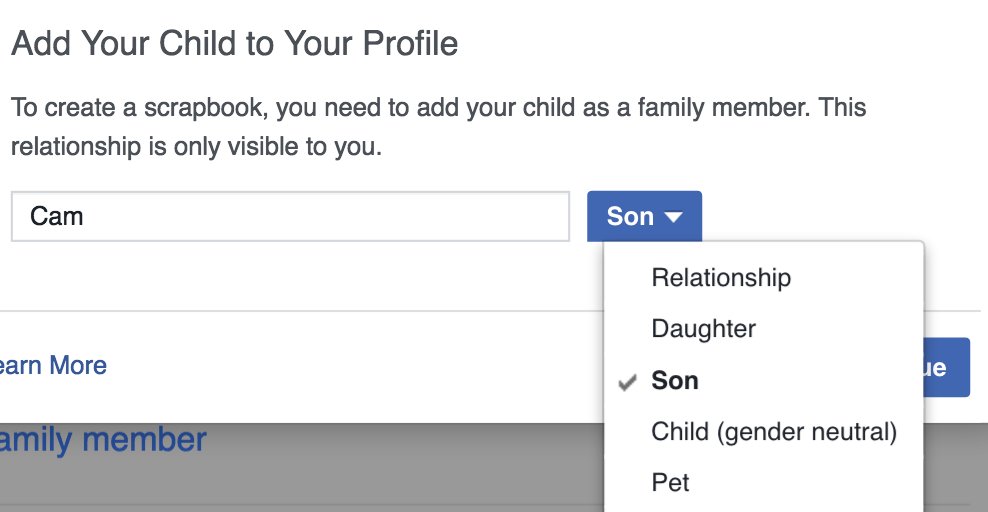 Add Your Child to Your Profile
To create a scrapbook, you need to add your child as a family member. This
relationship is only visible to you.
Cam
Son
Relationship
Daughter
earn More
Son
ue
Child (gender neutral)
amily member
Pet